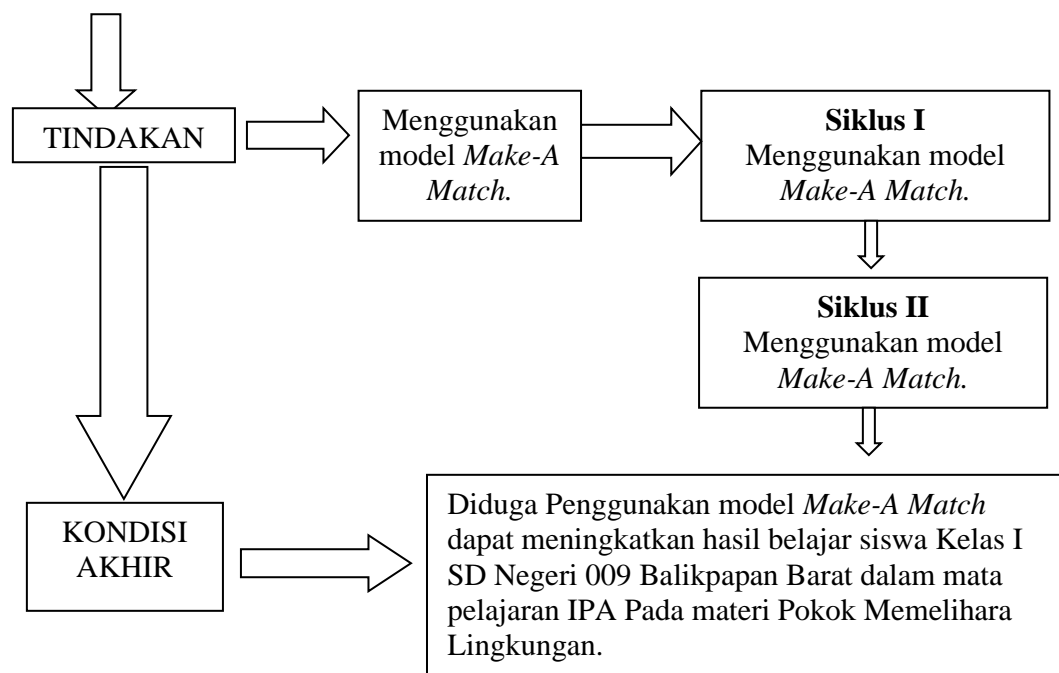 TINDAKAN
Menggunakan
model Make-A
Match.
Siklus I
Menggunakan model
Make-A Match.
Siklus II
Menggunakan model
Make-A Match.
KONDISI
AKHIR
Diduga Penggunakan model Make-A Match
dapat meningkatkan hasil belajar siswa Kelas I
SD Negeri 009 Balikpapan Barat dalam mata
pelajaran IPA Pada materi Pokok Memelihara
Lingkungan.